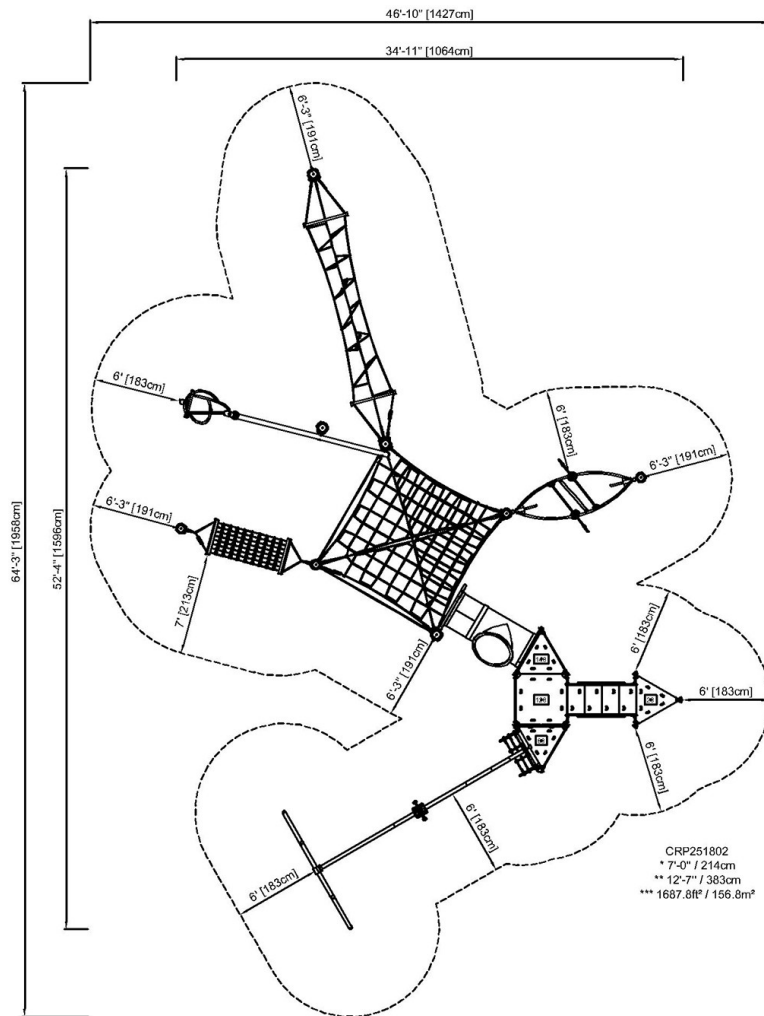 46'-10" [1427cm]
34'-11" [1064cm]
6'-3" [191cm]
64'-3" [1958cm]
52'-4" [1596cm]
6' [183cm]
6' [183cm]
6'-3" [191cm]
6'-3" [191cm]
7' [213cm]
6'-3" [191cm]
6' [183cm]
6' [183cm]
6' [183cm]
6' [183cm]
6' [183cm]
CRP251802
* 7'-0" / 214cm
** 12'-7" / 383cm
*** 1687.8ft² / 156.8m²